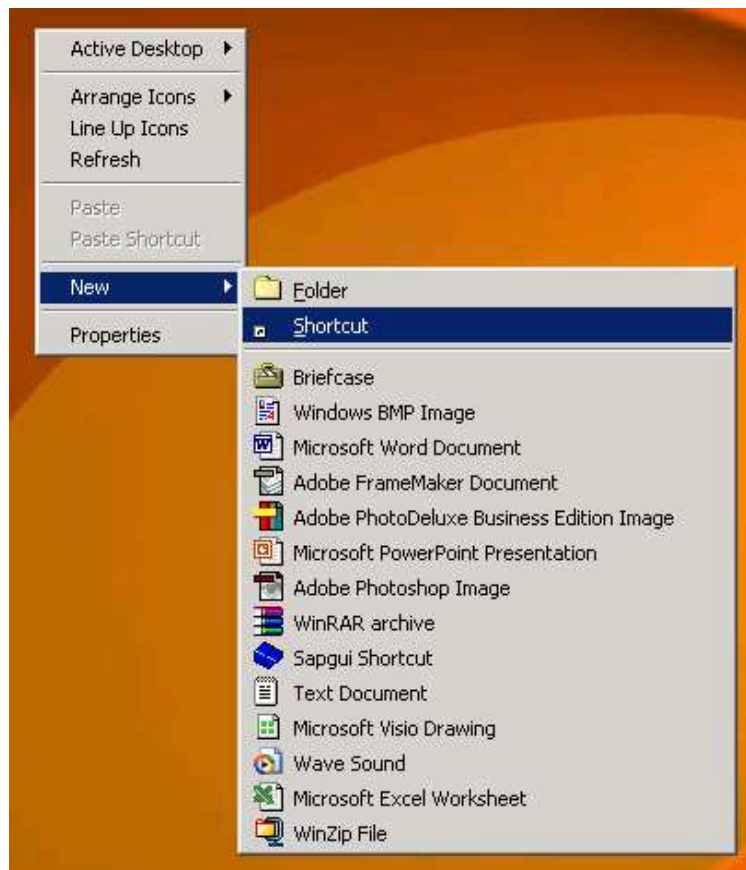 Active Desktop
Arrange Icons
Line Up Icons
Refresh
Paste
Paste Shortcut
New
Properties
Folder
Shortcut
Briefcase
Windows BMP Image
Microsoft Word Document
Adobe FrameMaker Document
Adobe PhotoDeluxe Business Edition Image
Microsoft PowerPoint Presentation
Adobe Photoshop Image
WinRAR archive
Sapgui Shortcut
Text Document
Microsoft Visio Drawing
Wave Sound
Microsoft Excel Worksheet
WinZip File